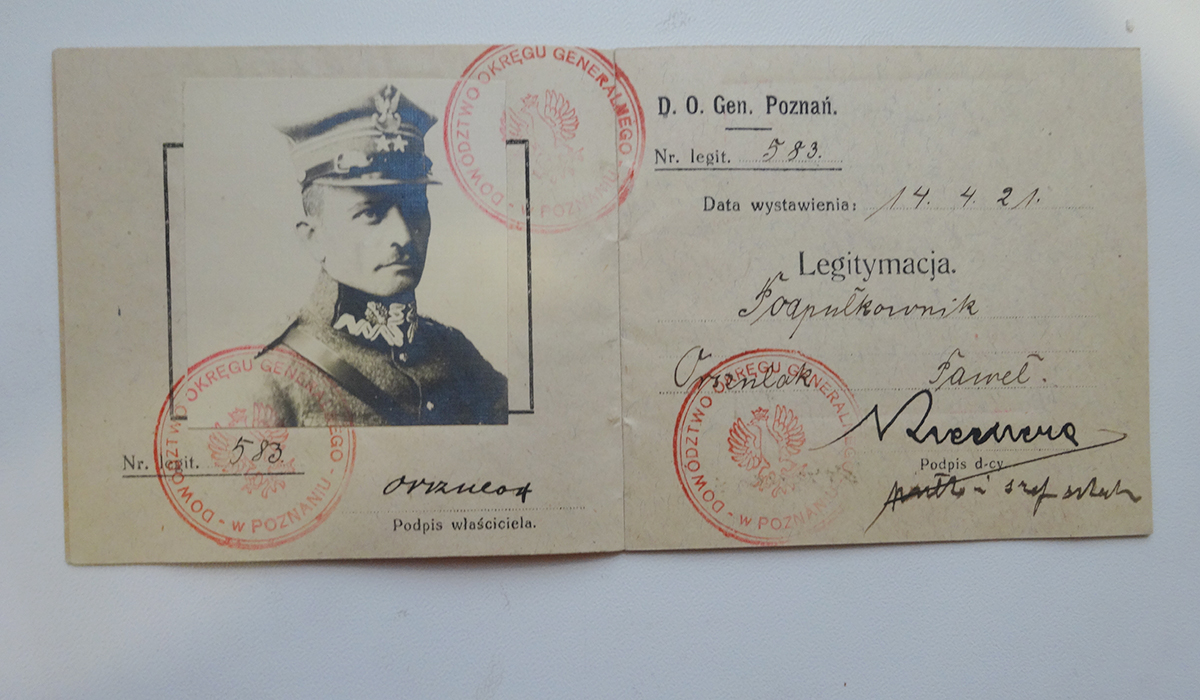 DOWÓDZTWO OKRĘGU GENERALNEGO - w POZNANIU -
Nr. legit. 583.
DOWÓDZTWO OKRĘGU GENERALNEGO - w POZNANIU -
Podpis właściciela.
D. O. Gen. Poznań.
Nr. legit. 583.
Data wystawienia: 14. 4. 21.
Legitymacja.
Podpułkownik
Paweł.
DOWÓDZTWO OKRĘGU GENERALNEGO - w POZNANIU -
Podpis d-cy